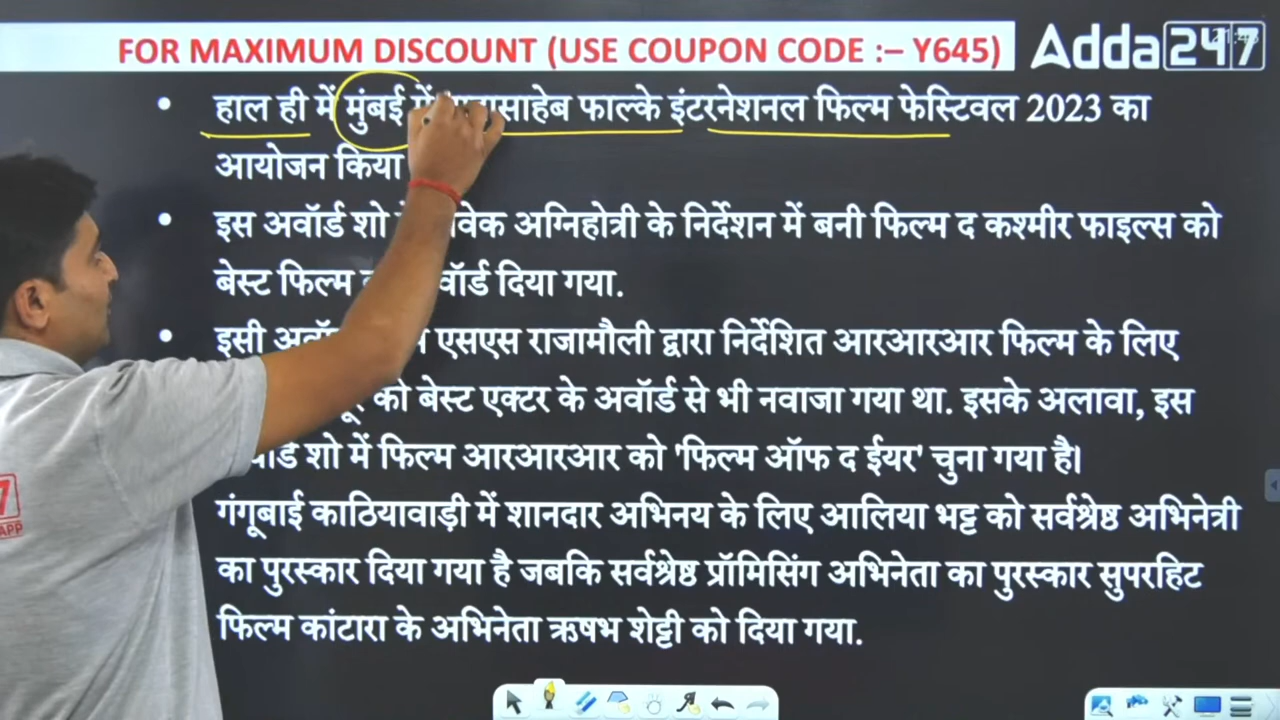 FOR MAXIMUM DISCOUNT (USE COUPON CODE :– Y645)
Adda247
हाल ही में मुंबई में फाल्के इंटरनेशनल फिल्म फेस्टिवल 2023 का
आयोजन किया
इस अवॉर्ड शो अग्निहोत्री के निर्देशन में बनी फिल्म द कश्मीर फाइल्स को
बेस्ट फिल्म दिया गया.
इसी एसएस राजामौली द्वारा निर्देशित आरआरआर फिल्म के लिए
को बेस्ट एक्टर के अवॉर्ड से भी नवाजा गया था. इसके अलावा, इस
शो में फिल्म आरआरआर को 'फिल्म ऑफ द ईयर' चुना गया है।
गंगूबाई काठियावाड़ी में शानदार अभिनय के लिए आलिया भट्ट को सर्वश्रेष्ठ अभिनेत्री
का पुरस्कार दिया गया है जबकि सर्वश्रेष्ठ प्रॉमिसिंग अभिनेता का पुरस्कार सुपरहिट
फिल्म कांटारा के अभिनेता ऋषभ शेट्टी को दिया गया.
7
APP